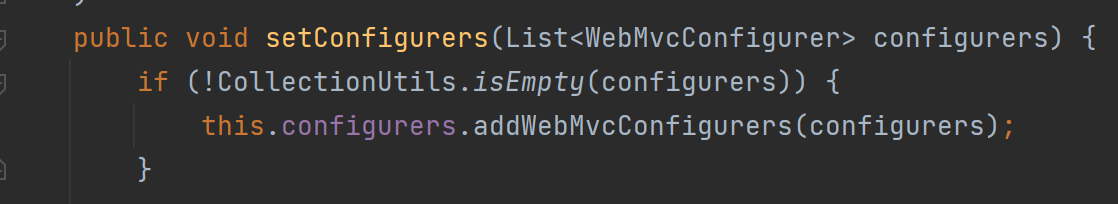 public void setConfigurers(List<WebMvcConfigurer> configurers) {
if (!CollectionUtils.isEmpty(configurers)) {
this.configurers.addWebMvcConfigurers(configurers);
}